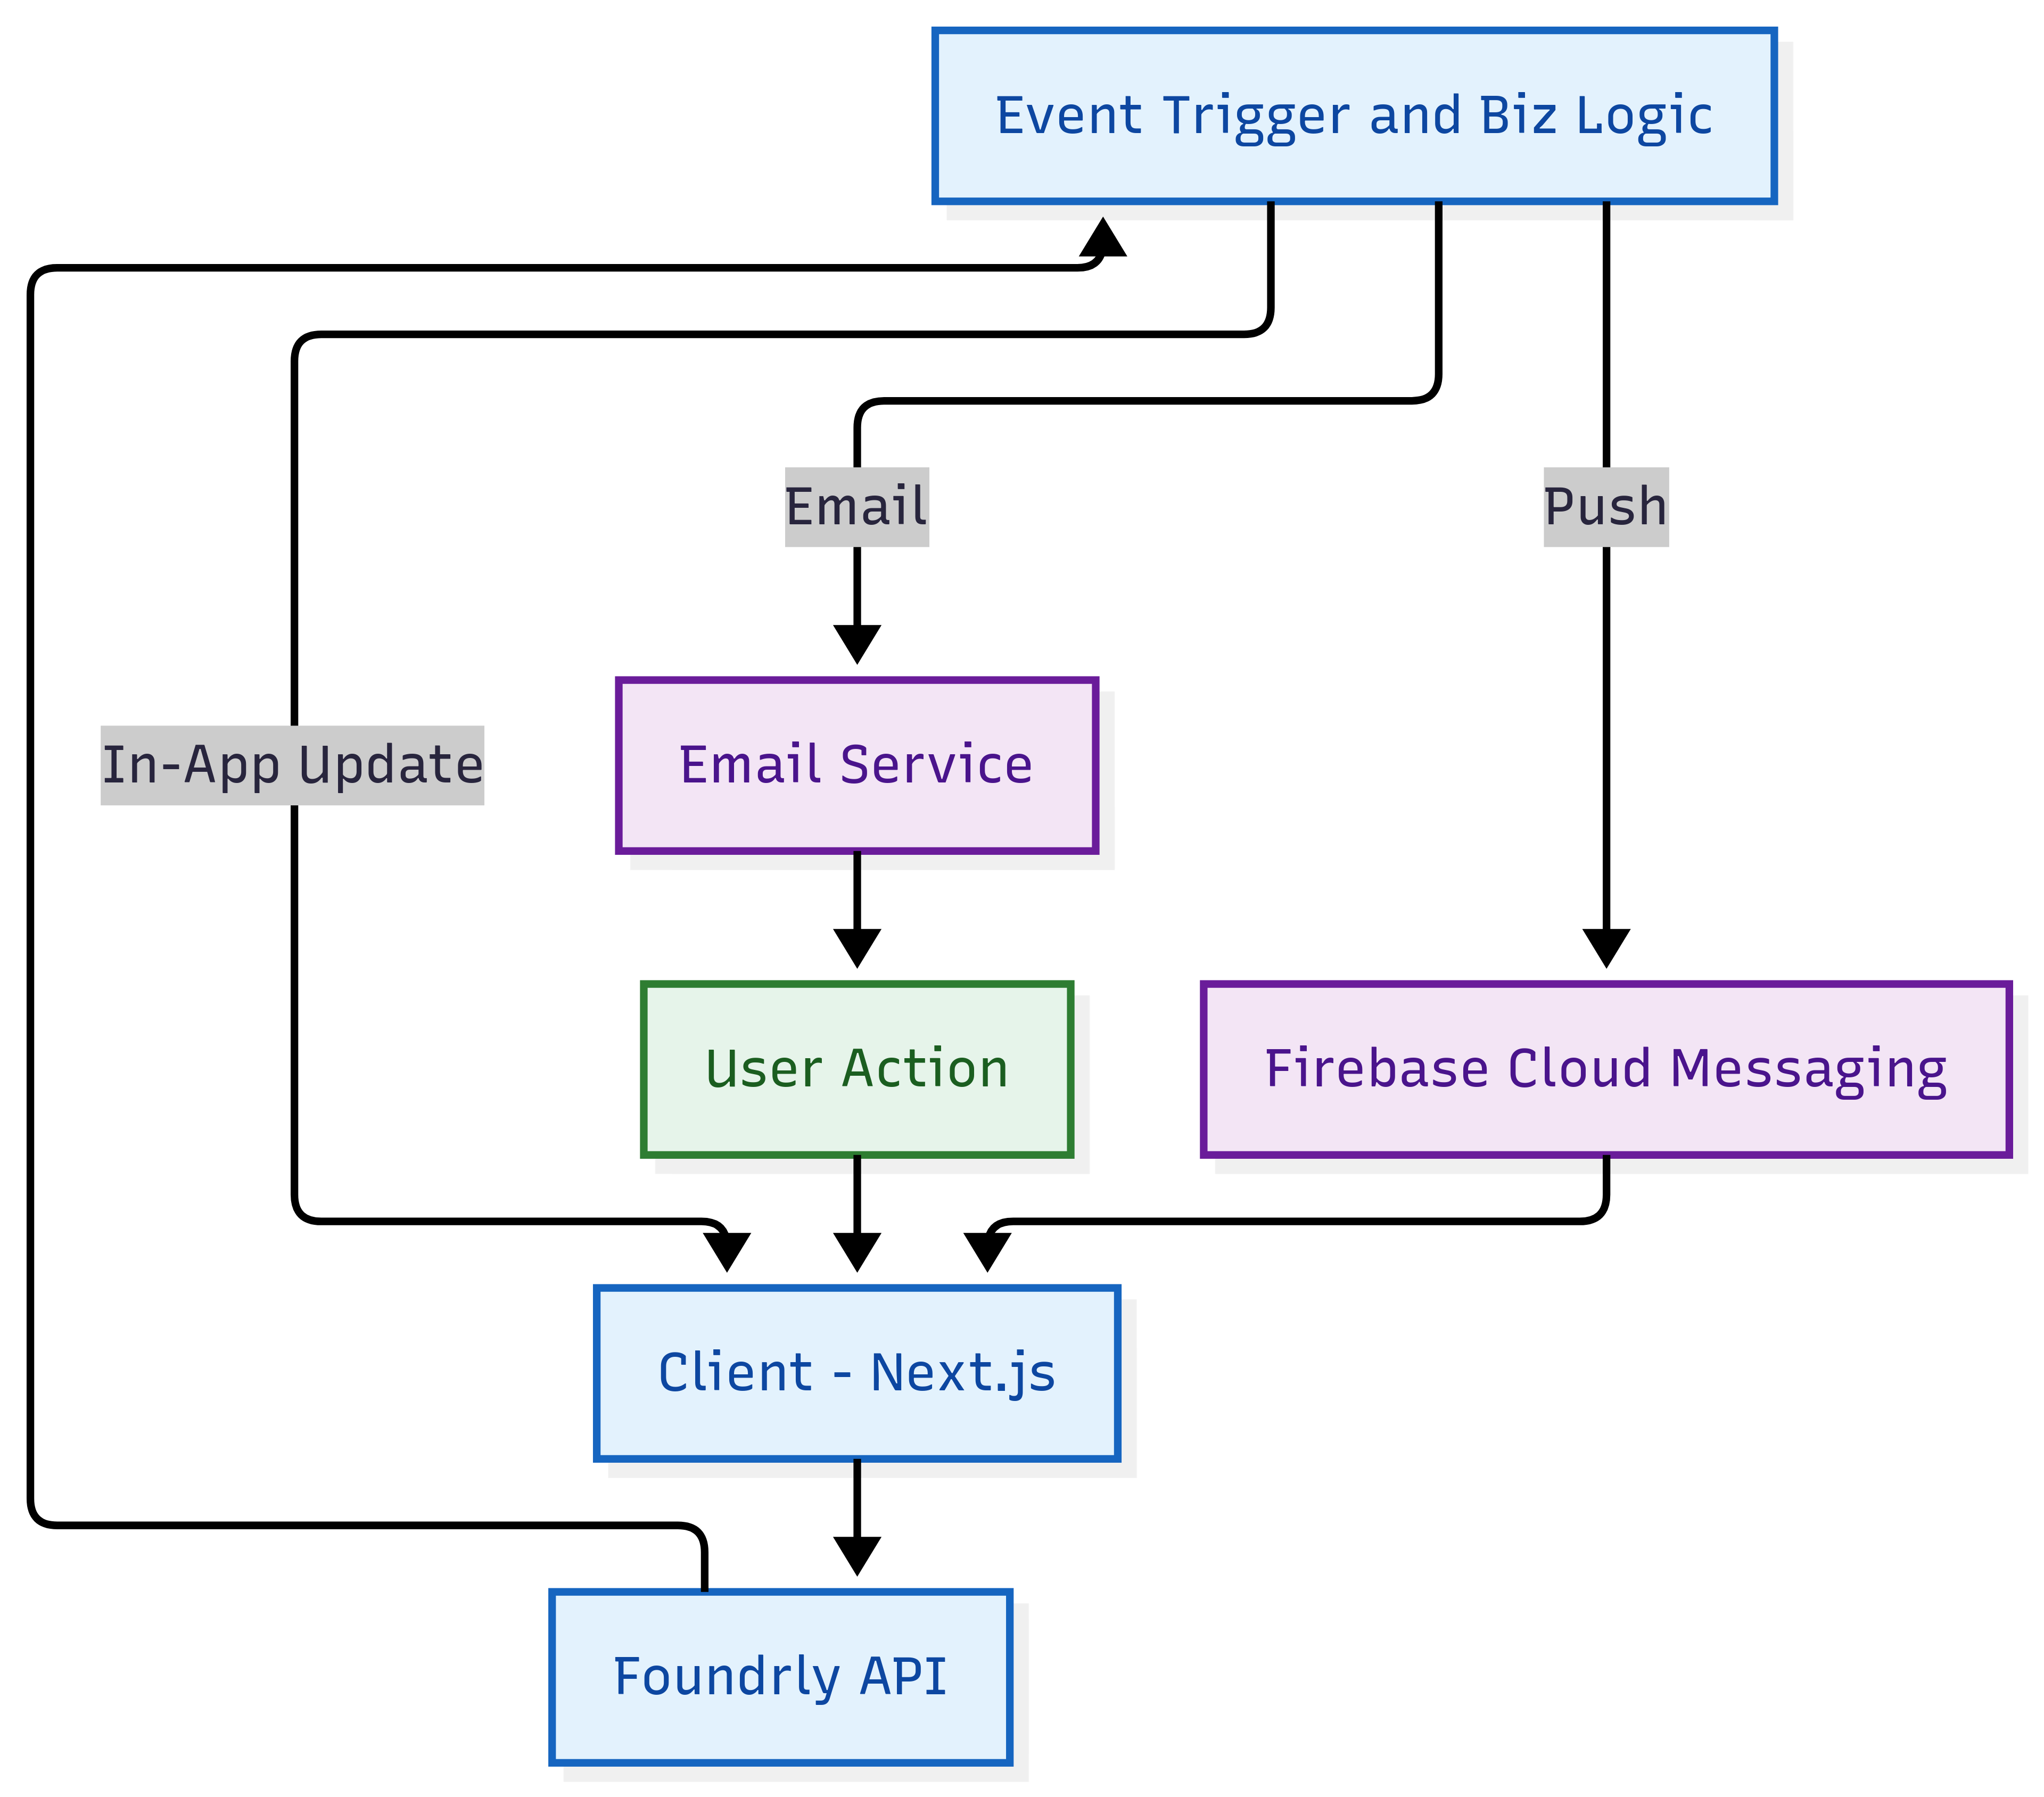 Event Trigger and Biz Logic
Email
Push
In-App Update
Email Service
User Action
Firebase Cloud Messaging
Client - Next.js
Foundrly API